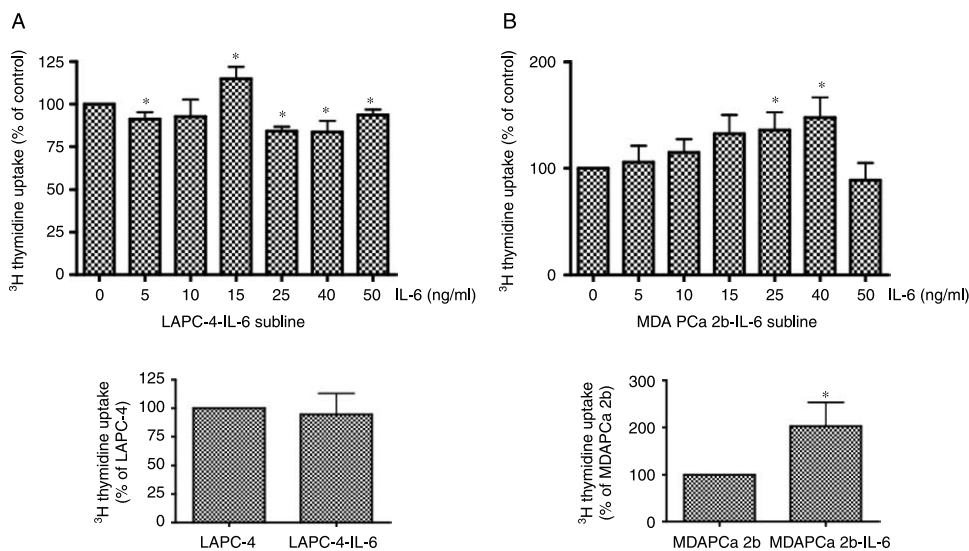 A
³H thymidine uptake (% of control)
125
100
75
50
25
0
* * * * *
0 5 10 15 25 40 50 IL-6 (ng/ml)
LAPC-4-IL-6 subline
B
³H thymidine uptake (% of control)
200
100
0
* *
0 5 10 15 25 40 50 IL-6 (ng/ml)
MDA PCa 2b-IL-6 subline
³H thymidine uptake
(% of LAPC-4)
125
100
75
50
25
0
LAPC-4 LAPC-4-IL-6
³H thymidine uptake
(% of MDAPCa 2b)
300
200
100
0
*
MDAPCa 2b MDAPCa 2b-IL-6